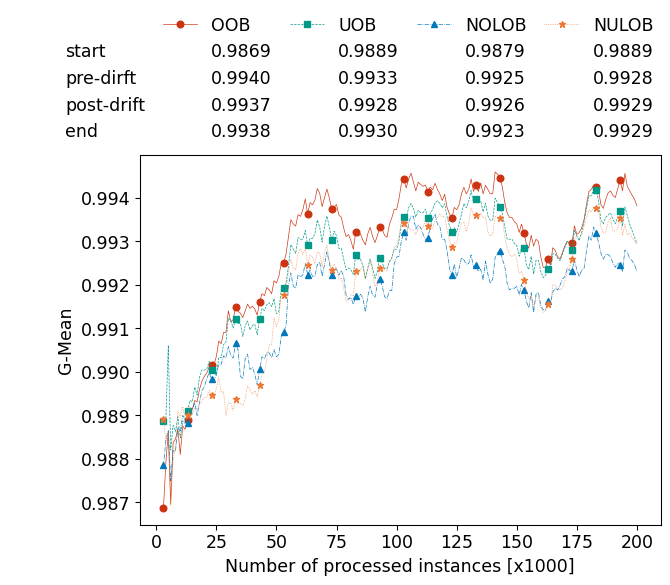 OOB UOB NOLOB NULOB
start 0.9869 0.9889 0.9879 0.9889
pre-dirft 0.9940 0.9933 0.9925 0.9928
post-drift 0.9937 0.9928 0.9926 0.9929
end 0.9938 0.9930 0.9923 0.9929
0.994
0.993
0.992
0.991
0.990
0.989
0.988
0.987
G-Mean
0 25 50 75 100 125 150 175 200
Number of processed instances [x1000]